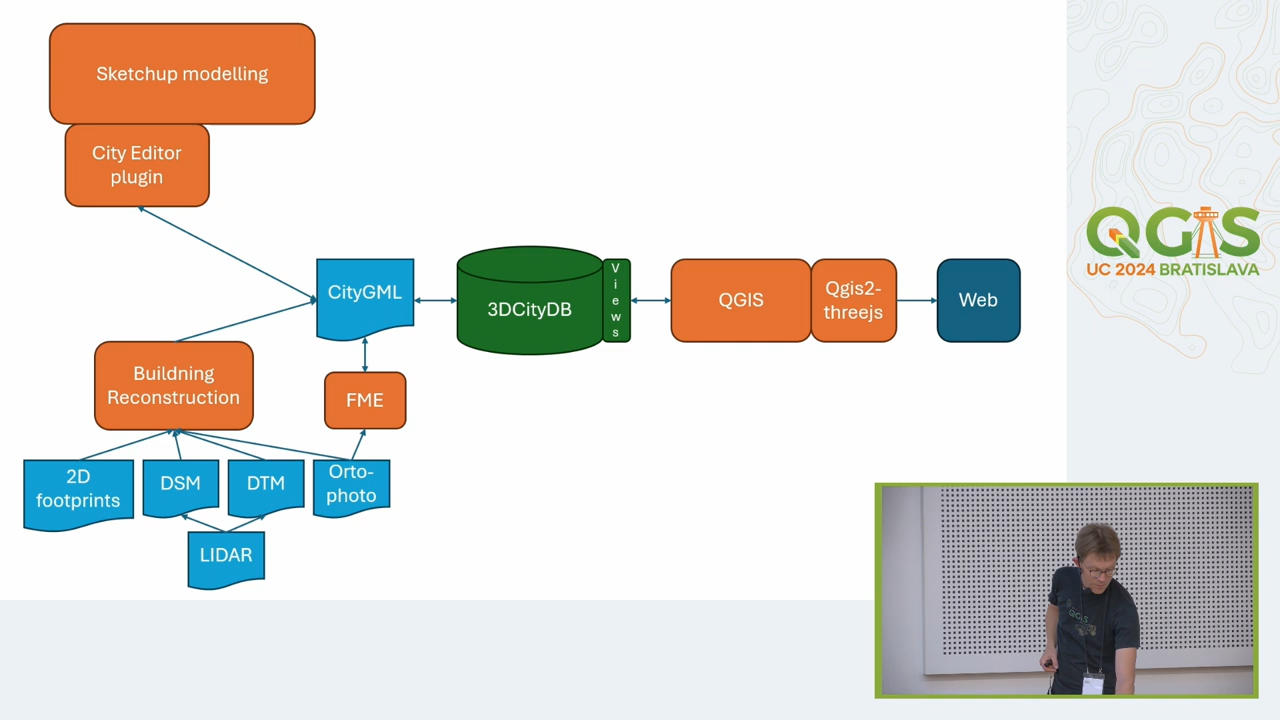 Sketchup modelling
City Editor
plugin
CityGML
3DCityDB
V
i
e
w
s
QGIS
Qgis2-
threejs
Web
Buildning
Reconstruction
FME
2D
footprints
DSM
DTM
Orto-
photo
LIDAR
QGIS
UC 2024 BRATISLAVA
QGIS